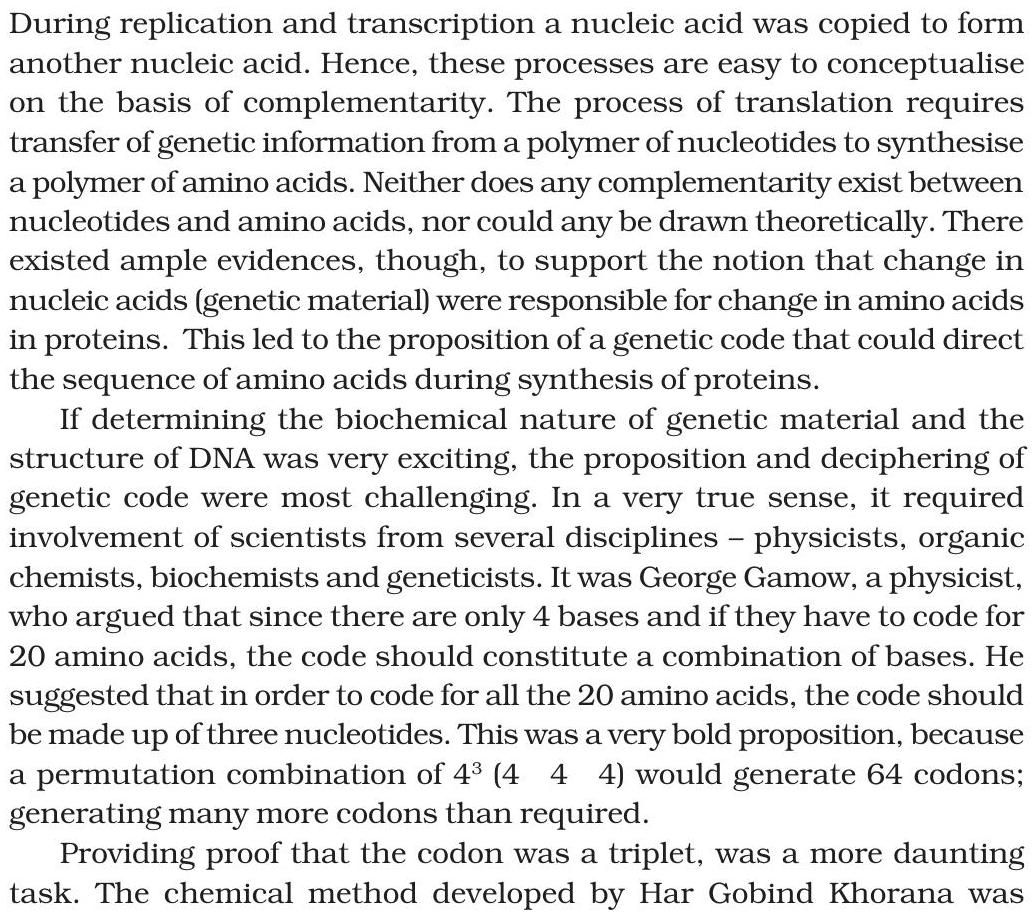 During replication and transcription a nucleic acid was copied to form
another nucleic acid. Hence, these processes are easy to conceptualise
on the basis of complementarity. The process of translation requires
transfer of genetic information from a polymer of nucleotides to synthesise
a polymer of amino acids. Neither does any complementarity exist between
nucleotides and amino acids, nor could any be drawn theoretically. There
existed ample evidences, though, to support the notion that change in
nucleic acids (genetic material) were responsible for change in amino acids
in proteins. This led to the proposition of a genetic code that could direct
the sequence of amino acids during synthesis of proteins.
If determining the biochemical nature of genetic material and the
structure of DNA was very exciting, the proposition and deciphering of
genetic code were most challenging. In a very true sense, it required
involvement of scientists from several disciplines – physicists, organic
chemists, biochemists and geneticists. It was George Gamow, a physicist,
who argued that since there are only 4 bases and if they have to code for
20 amino acids, the code should constitute a combination of bases. He
suggested that in order to code for all the 20 amino acids, the code should
be made up of three nucleotides. This was a very bold proposition, because
a permutation combination of 4³ (4 4 4) would generate 64 codons;
generating many more codons than required.
Providing proof that the codon was a triplet, was a more daunting
task. The chemical method developed by Har Gobind Khorana was